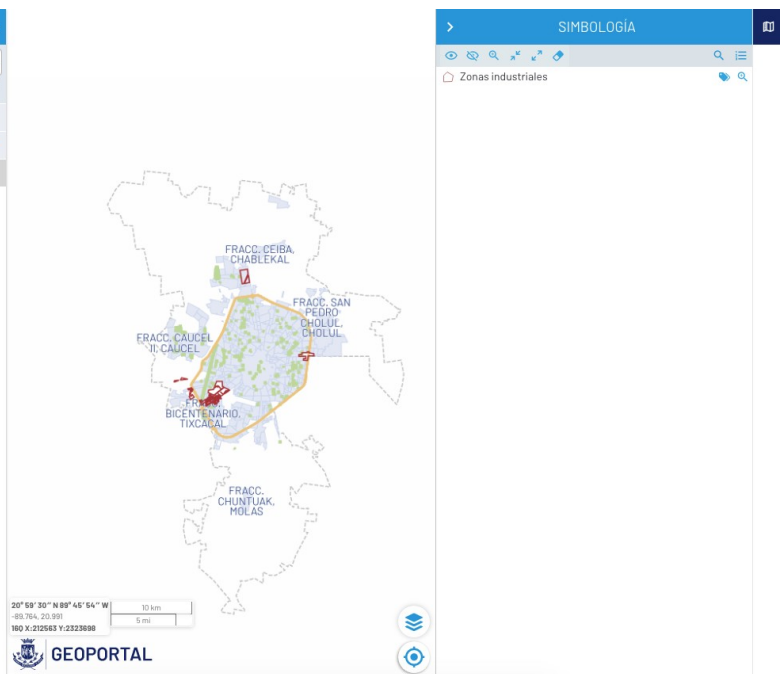 SIMBOLOGÍA
Zonas industriales
FRACC. CEIBA,
CHABLEKAL
FRACC. SAN
PEDRO
CHOLUL,
CHOLUL
FRACC. CAUCEL
II, CAUCEL
FRACC.
BICENTENARIO,
TIXCACAL
FRACC.
CHUNTUAK,
MOLAS
20° 59' 30'' N 89° 45' 54'' W
-89.764, 20.991
16Q X:212563 Y:2323698
10 km
5 mi
GEOPORTAL